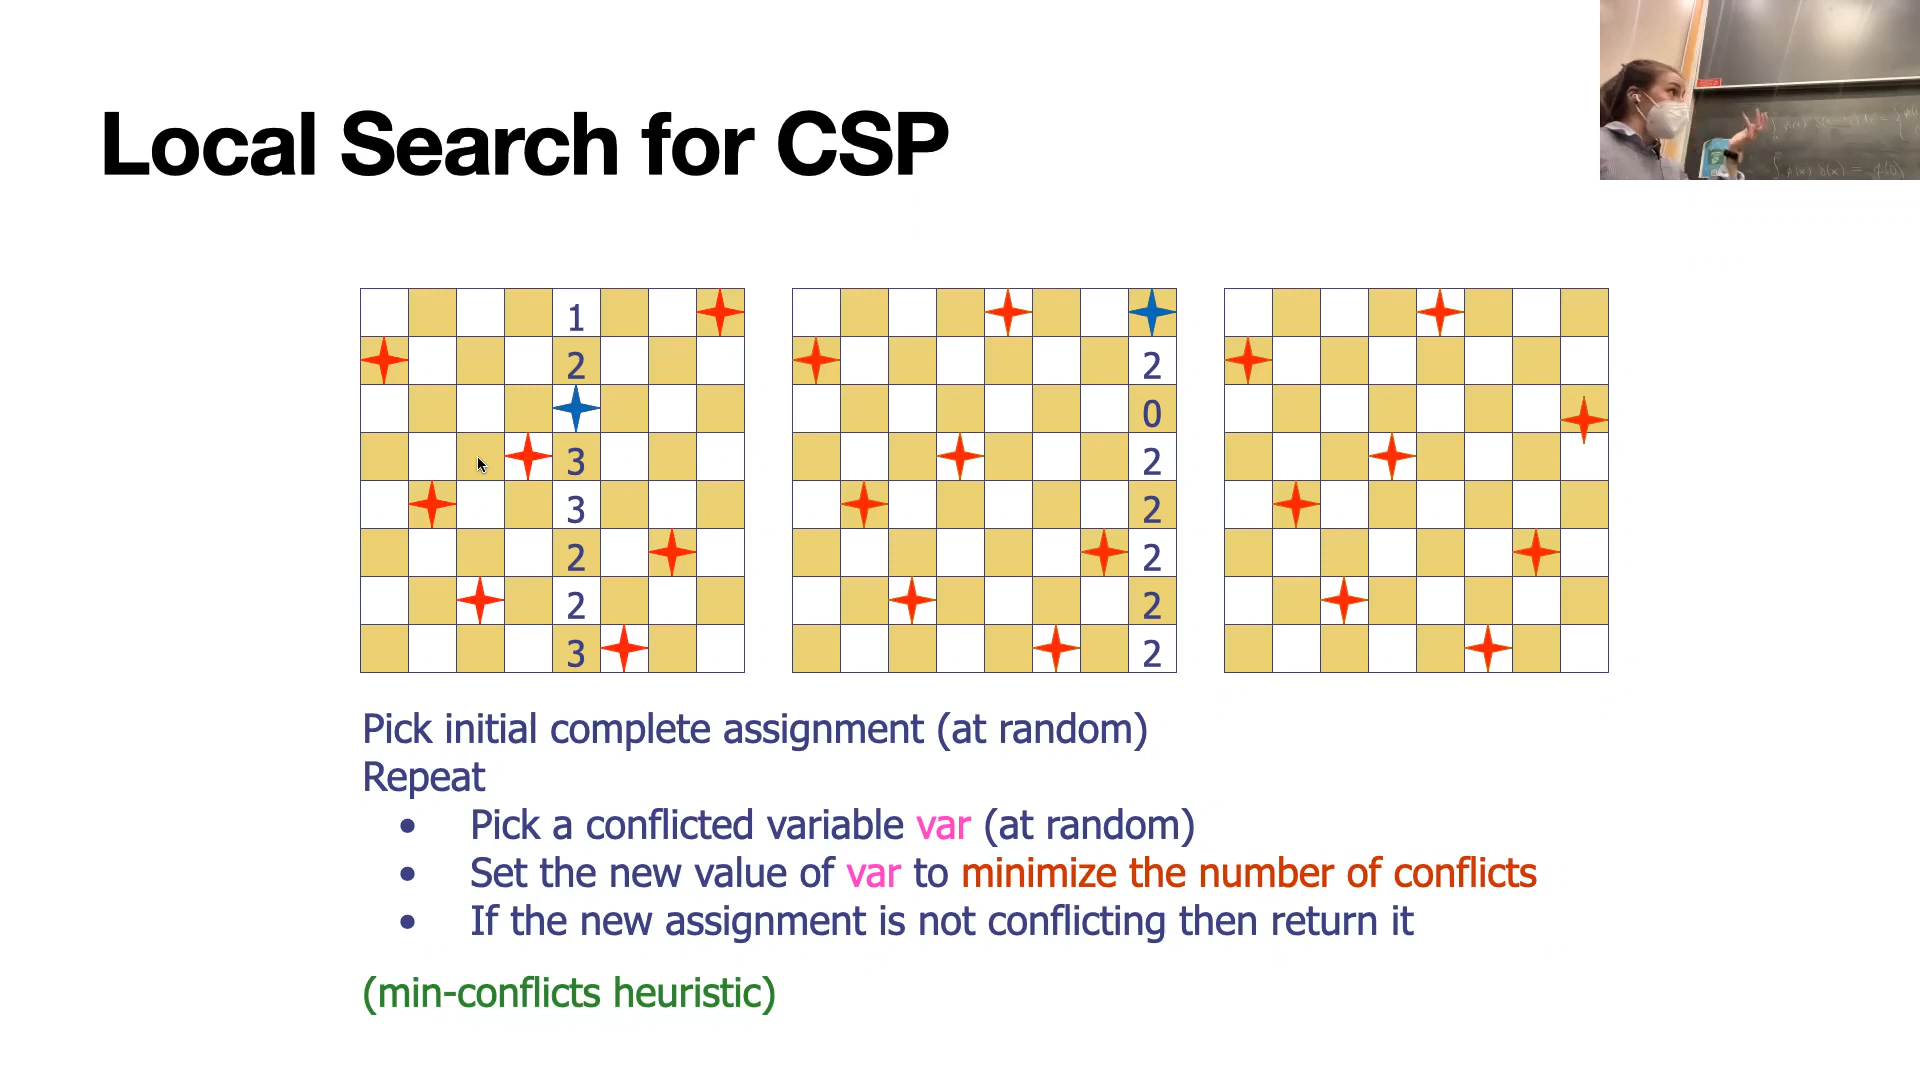 Local Search for CSP
1
2
3
3
2
2
3
2
0
2
2
2
2
2
Pick initial complete assignment (at random)
Repeat
• Pick a conflicted variable var (at random)
• Set the new value of var to minimize the number of conflicts
• If the new assignment is not conflicting then return it
(min-conflicts heuristic)